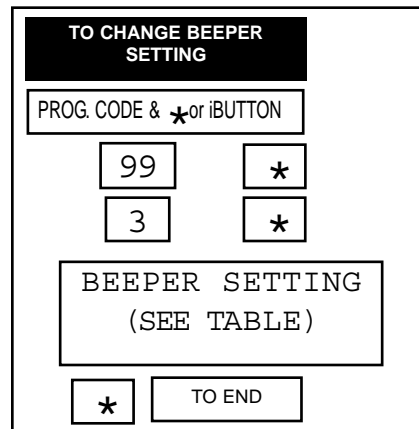 TO CHANGE BEEPER
SETTING
PROG. CODE & *or iBUTTON
99 *
3 *
BEEPER SETTING
(SEE TABLE)
* TO END